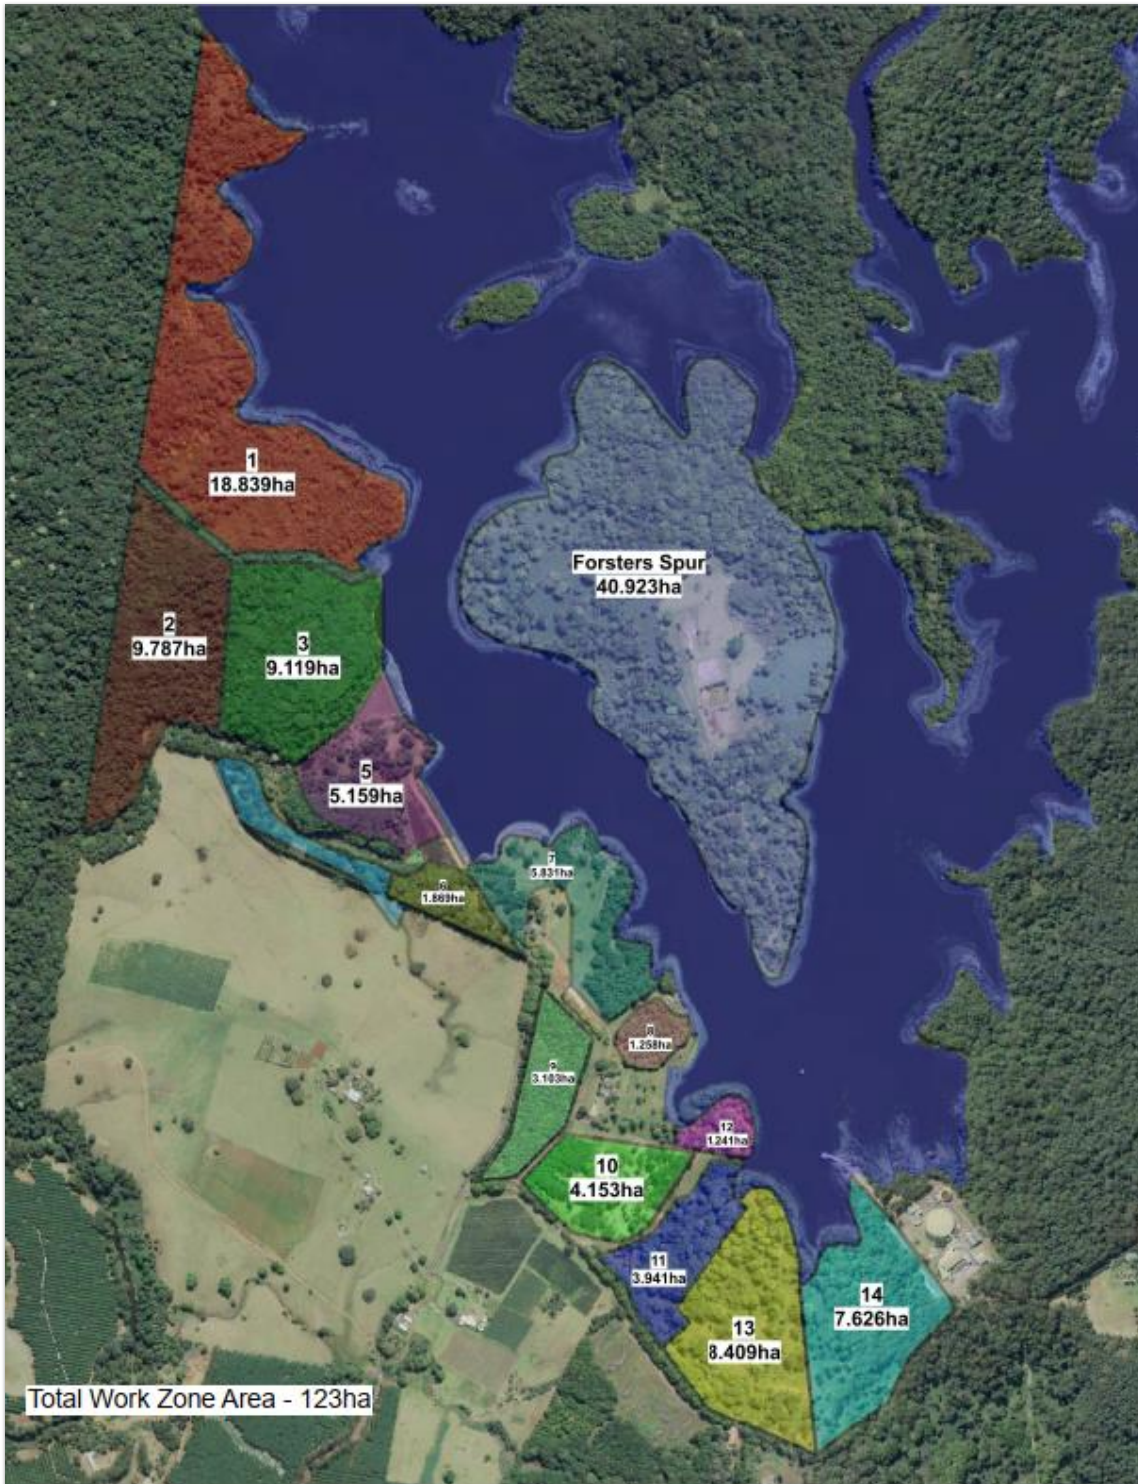 1
18.839ha
Forsters Spur
40.923ha
2
9.787ha
3
9.119ha
5
5.159ha
7
5.831ha
6
1.869ha
8
1.258ha
9
3.103ha
12
1.241ha
10
4.153ha
11
3.941ha
14
7.626ha
13
8.409ha
Total Work Zone Area - 123ha